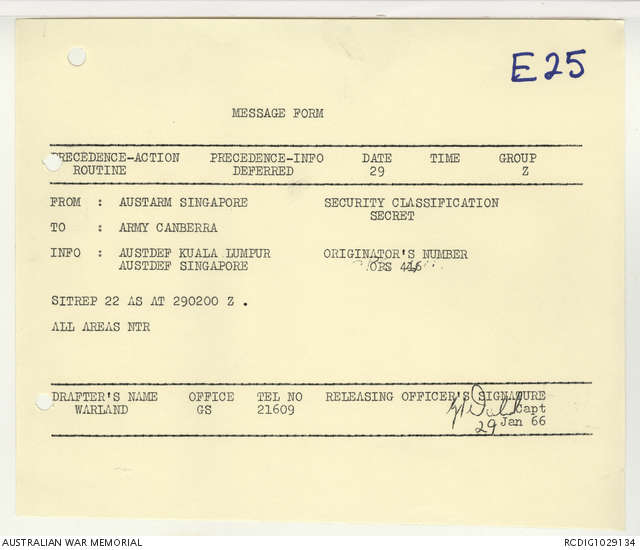 E25
MESSAGE FORM
PRECEDENCE-ACTION PRECEDENCE-INFO DATE TIME GROUP
ROUTINE DEFERRED 29 Z
FROM : AUSTARM SINGAPORE SECURITY CLASSIFICATION
SECRET
TO : ARMY CANBERRA
INFO : AUSTDEF KUALA LUMPUR ORIGINATOR'S NUMBER
AUSTDEF SINGAPORE OPS
SITREP 22 AS AT 290200 Z .
ALL AREAS NTR
DRAFTER'S NAME OFFICE TEL NO RELEASING OFFICER'S SIGNATURE
WARLAND GS 21609 Capt
29 Jan 66
AUSTRALIAN WAR MEMORIAL RCDIG1029134